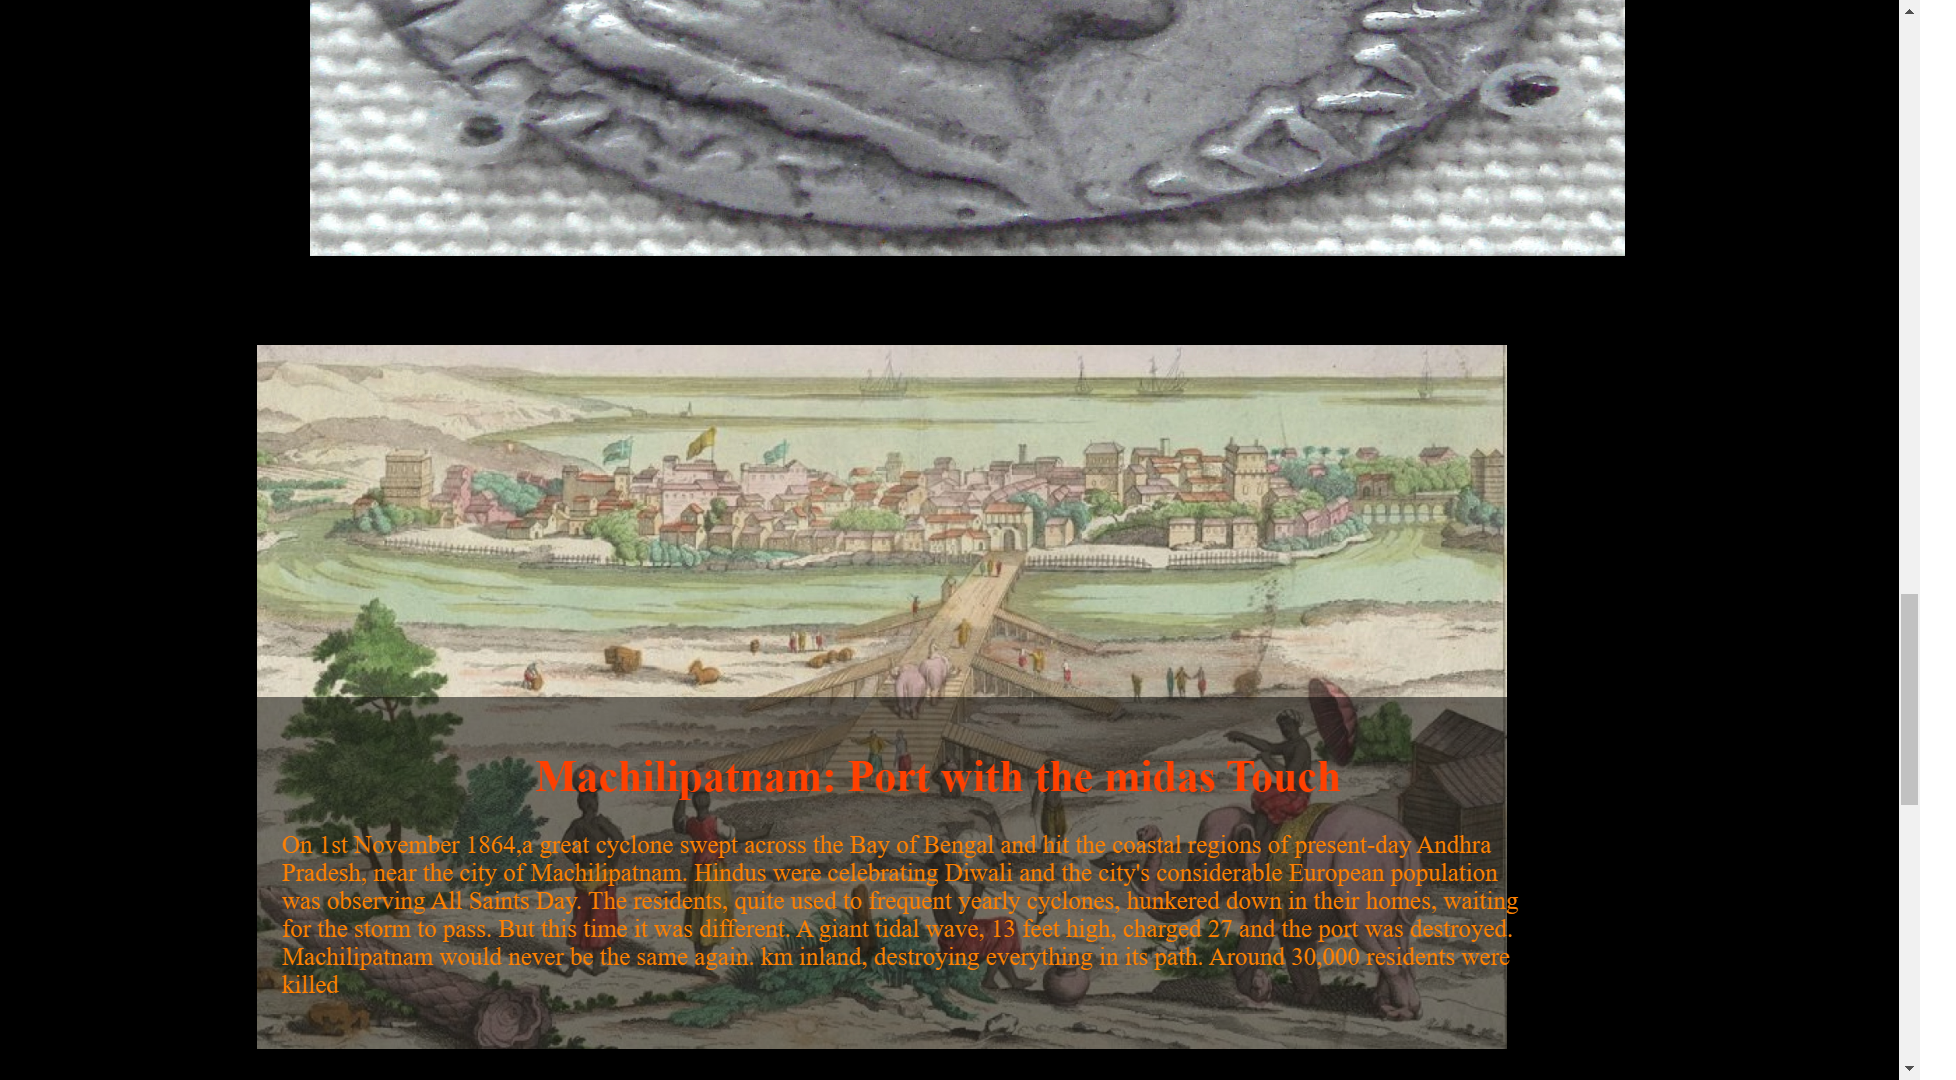 Machilipatnam: Port with the midas Touch
On 1st November 1864,a great cyclone swept across the Bay of Bengal and hit the coastal regions of present-day Andhra
Pradesh, near the city of Machilipatnam. Hindus were celebrating Diwali and the city's considerable European population
was observing All Saints Day. The residents, quite used to frequent yearly cyclones, hunkered down in their homes, waiting
for the storm to pass. But this time it was different. A giant tidal wave, 13 feet high, charged 27 and the port was destroyed.
Machilipatnam would never be the same again. km inland, destroying everything in its path. Around 30,000 residents were
killed